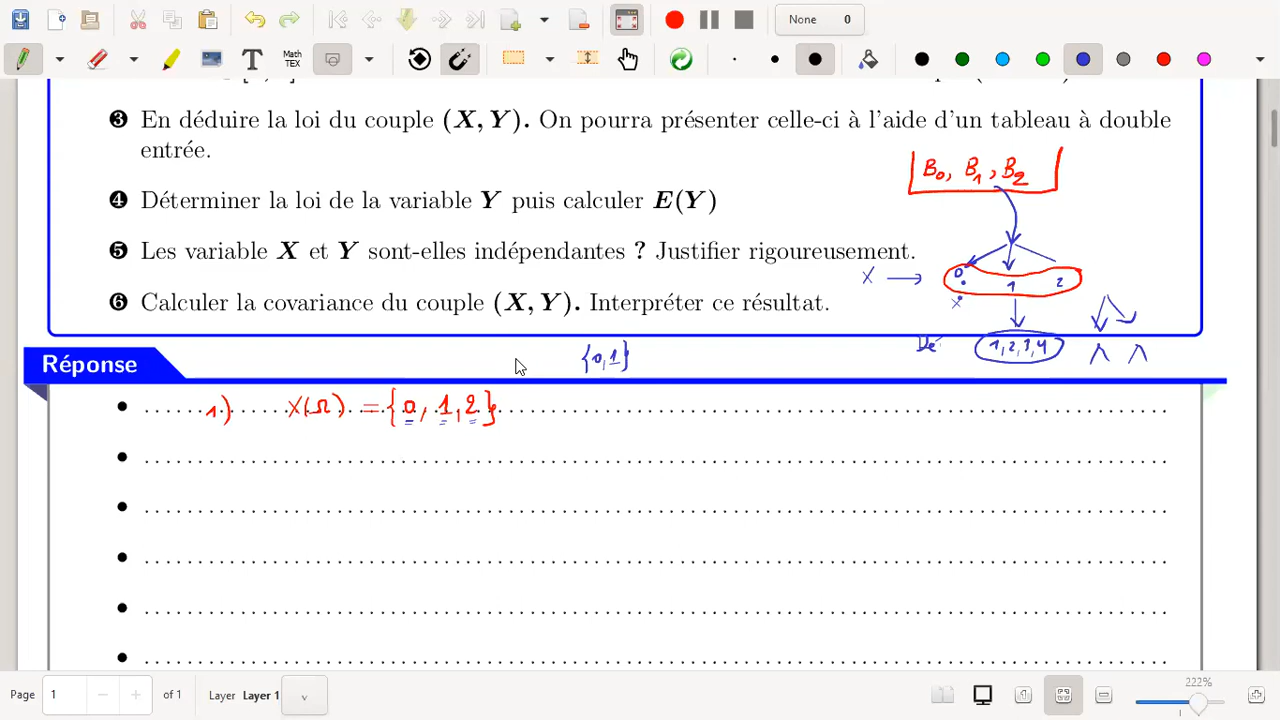 None 0
T Math TEX
❸ En déduire la loi du couple (X, Y). On pourra présenter celle-ci à l'aide d'un tableau à double
entrée.
B₀, B₁, B₂
❹ Déterminer la loi de la variable Y puis calculer E(Y)
❺ Les variable X et Y sont-elles indépendantes ? Justifier rigoureusement.
X → 0 1 2
❻ Calculer la covariance du couple (X, Y). Interpréter ce résultat.
x
1, 2, 3, 4
{0,1}
Réponse
1) X(Ω) = {0, 1, 2}
Page 1 of 1 Layer Layer 1 222%